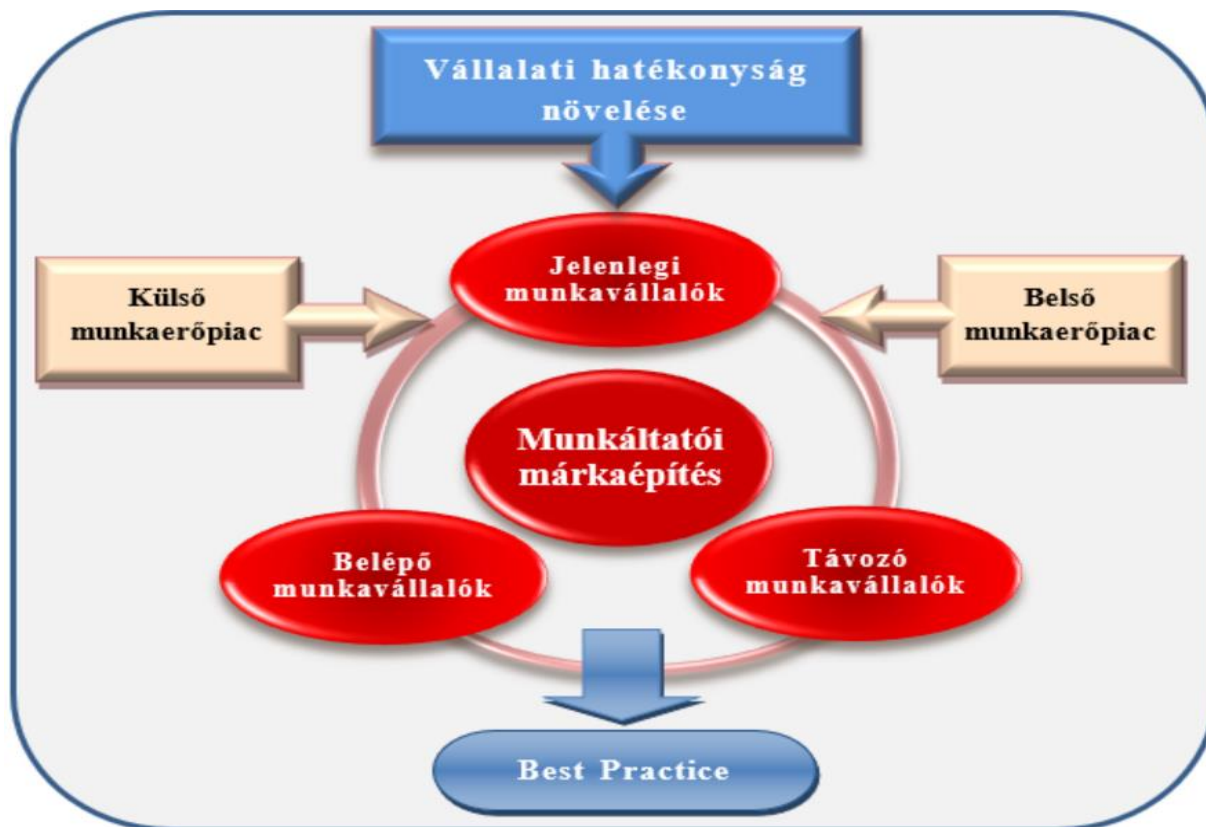 Vállalati hatékonyság
növelése
Jelenlegi
munkavállalók
Külső
munkaerőpiac
Belső
munkaerőpiac
Munkáltatói
márkaépítés
Belépő
munkavállalók
Távozó
munkavállalók
Best Practice